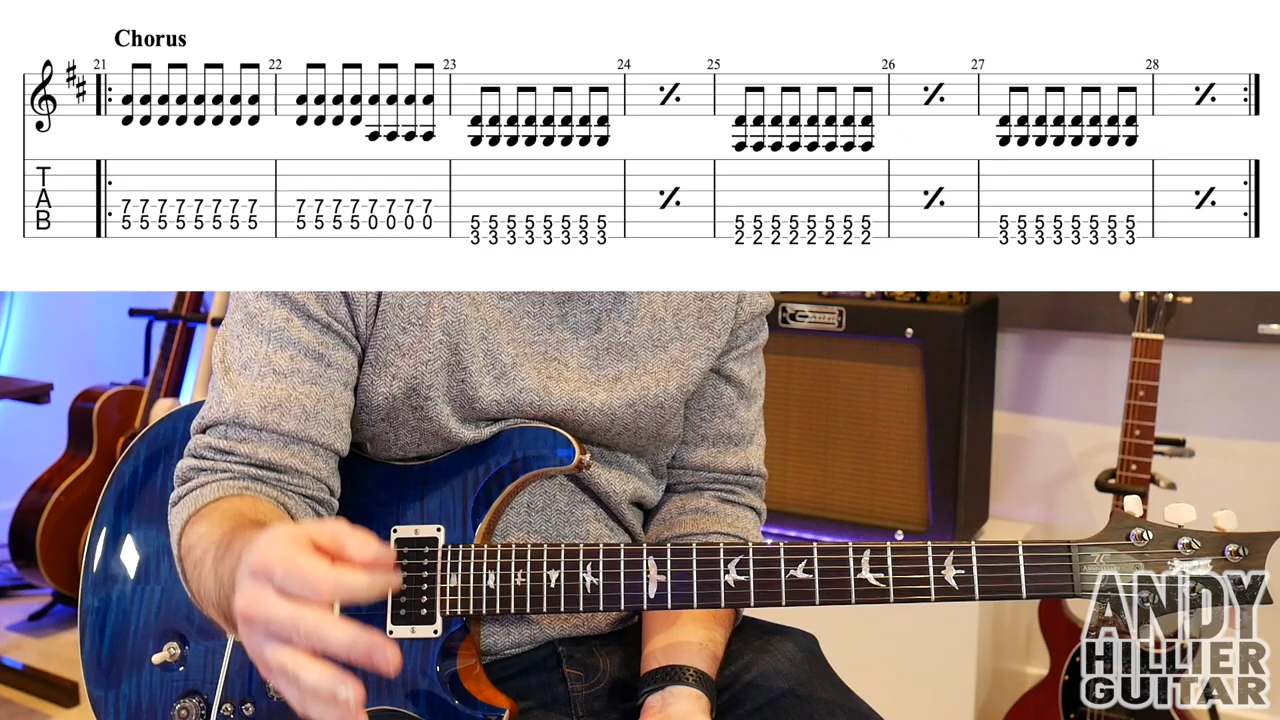 Chorus
21 22 23 24 25 26 27 28
T 7 7 7 7 7 7 7 7 7 7 7 7 7 7 7 7
A 5 5 5 5 5 5 5 5 5 5 5 5 0 0 0 0 5 5 5 5 5 5 5 5 5 5 5 5 5 5 5 5 5 5 5 5 5 5 5 5
B 3 3 3 3 3 3 3 3 2 2 2 2 2 2 2 2 3 3 3 3 3 3 3 3
ANDY
HILLIER
GUITAR